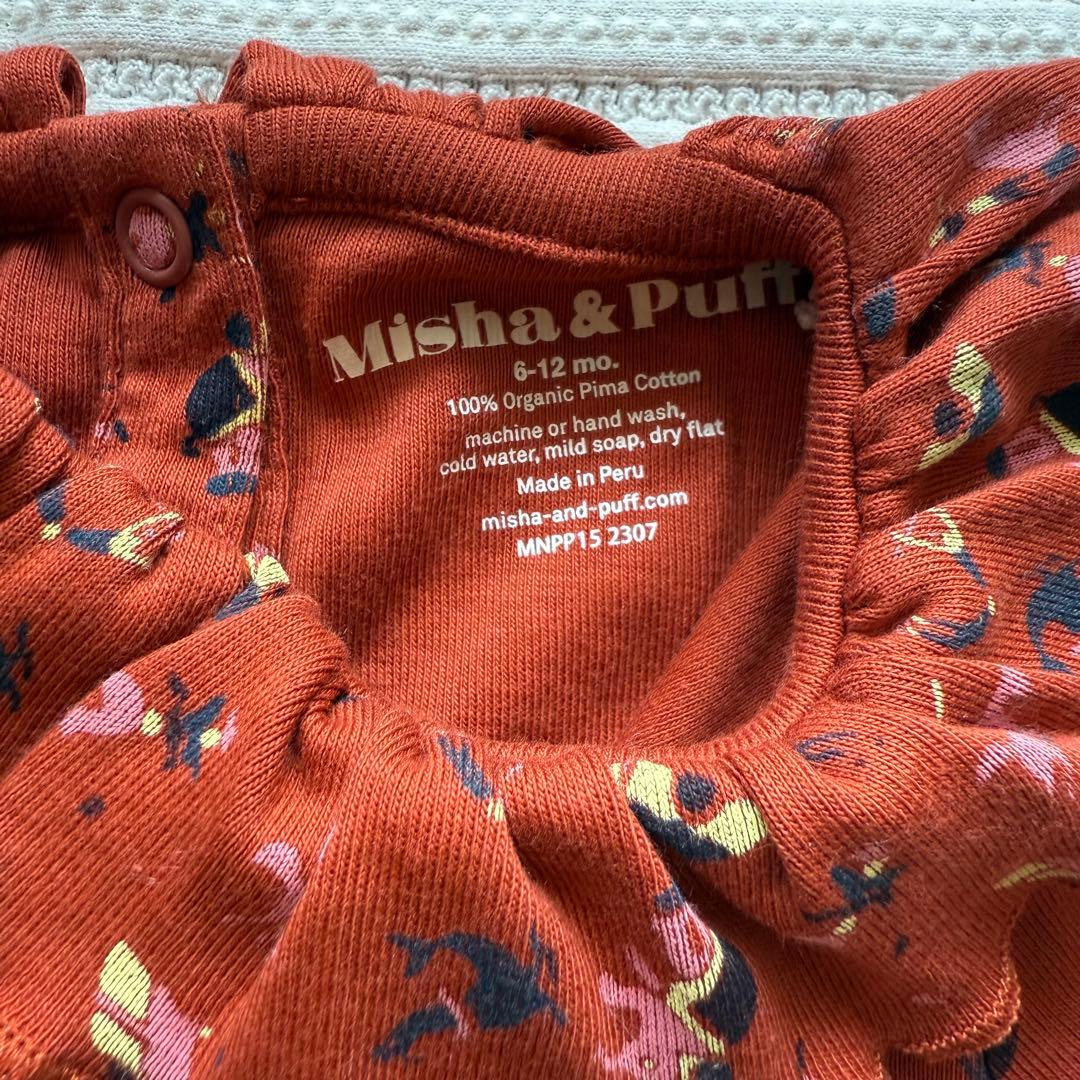 Misha & Puff
6-12 mo.
100% Organic Pima Cotton
machine or hand wash,
cold water, mild soap, dry flat
Made in Peru
misha-and-puff.com
MNPP15 2307